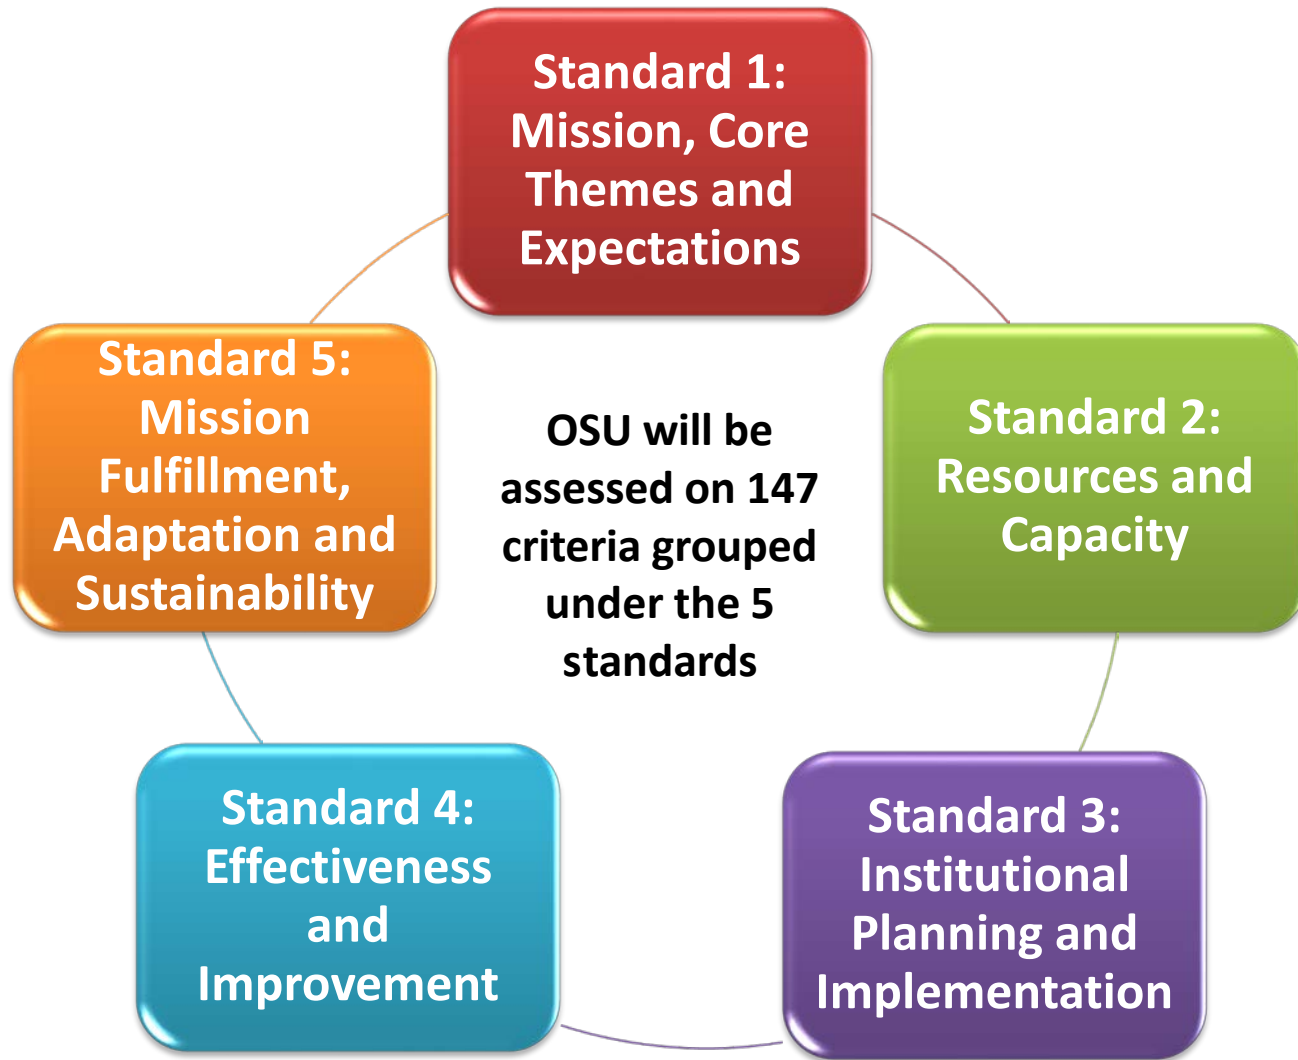 Standard 1:
Mission, Core
Themes and
Expectations
Standard 2:
Resources and
Capacity
Standard 3:
Institutional
Planning and
Implementation
Standard 4:
Effectiveness
and
Improvement
Standard 5:
Mission
Fulfillment,
Adaptation and
Sustainability
OSU will be
assessed on 147
criteria grouped
under the 5
standards